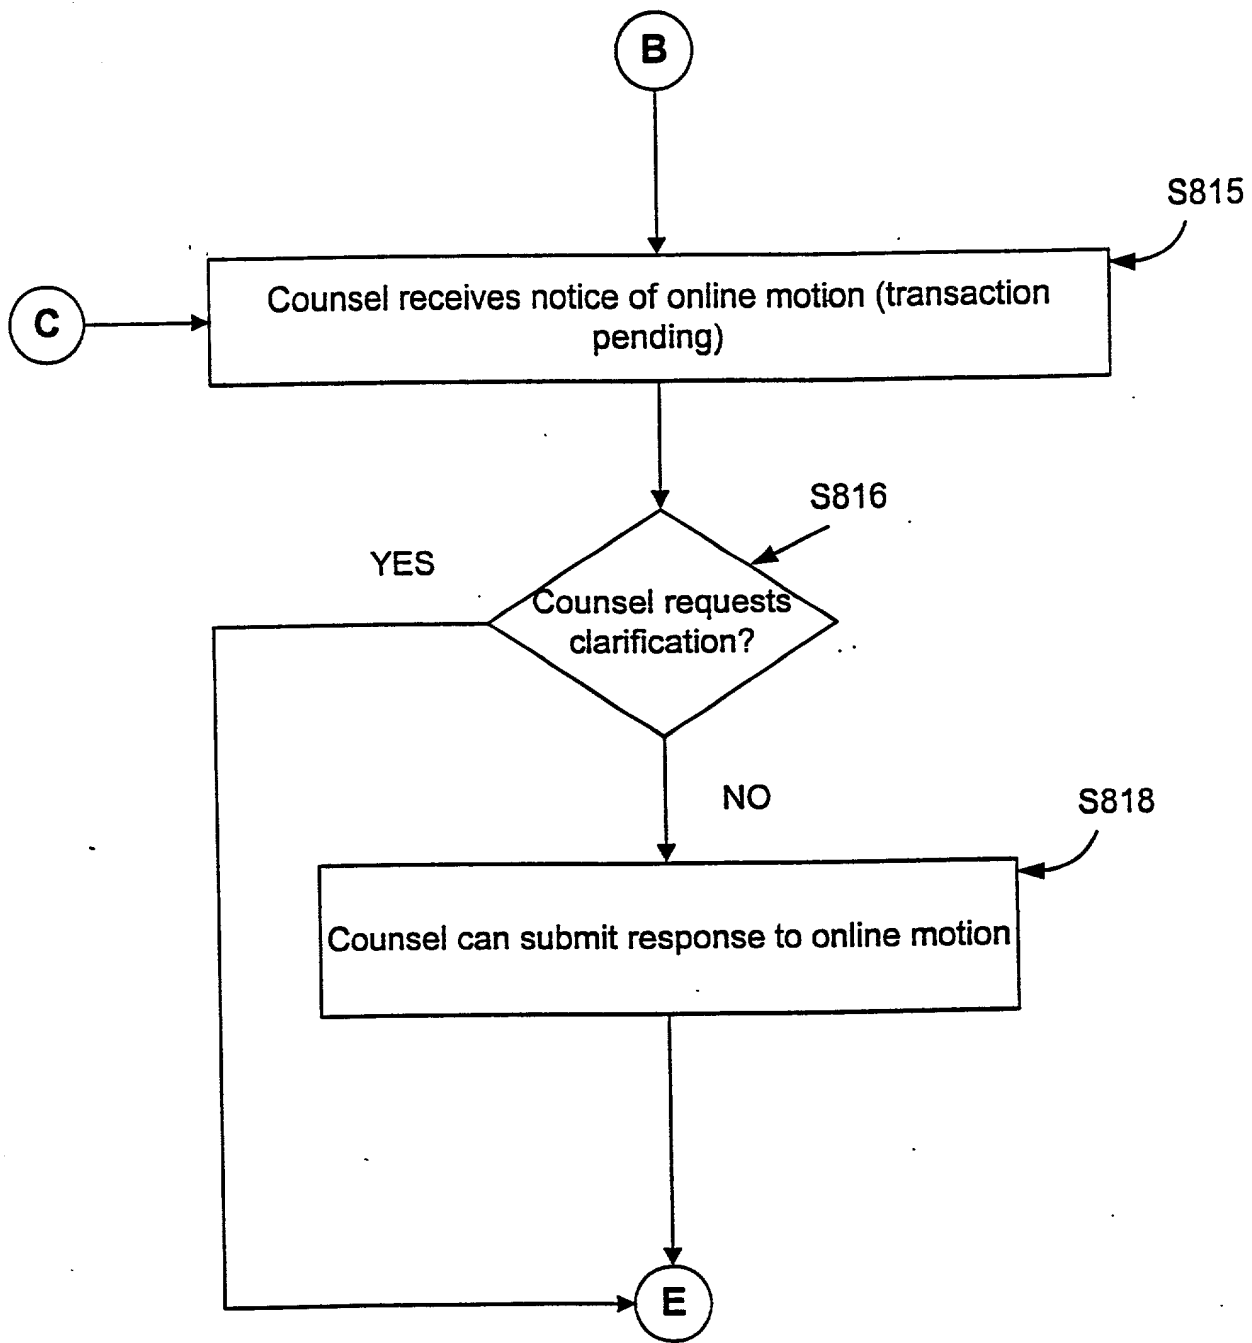 B
S815
Counsel receives notice of online motion (transaction
pending)
C
S816
YES
Counsel requests
clarification?
NO
S818
Counsel can submit response to online motion
E